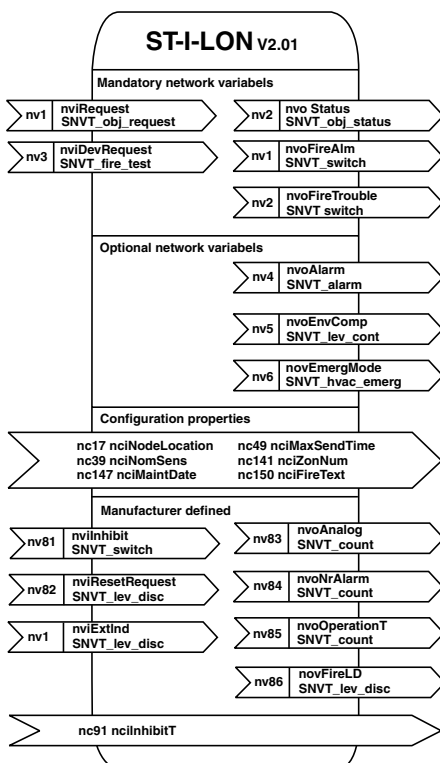 ST-I-LON V2.01
Mandatory network variabels
nv1 nviRequest
SNVT_obj_request
nv2 nvo Status
SNVT_obj_status
nv3 nviDevRequest
SNVT_fire_test
nv1 nvoFireAlm
SNVT_switch
nv2 nvoFireTrouble
SNVT switch
Optional network variabels
nv4 nvoAlarm
SNVT_alarm
nv5 nvoEnvComp
SNVT_lev_cont
nv6 novEmergMode
SNVT_hvac_emerg
Configuration properties
nc17 nciNodeLocation nc49 nciMaxSendTime
nc39 nciNomSens nc141 nciZonNum
nc147 nciMaintDate nc150 nciFireText
Manufacturer defined
nv81 nviInhibit
SNVT_switch
nv83 nvoAnalog
SNVT_count
nv82 nviResetRequest
SNVT_lev_disc
nv84 nvoNrAlarm
SNVT_count
nv1 nviExtInd
SNVT_lev_disc
nv85 nvoOperationT
SNVT_count
nv86 novFireLD
SNVT_lev_disc
nc91 nciInhibitT